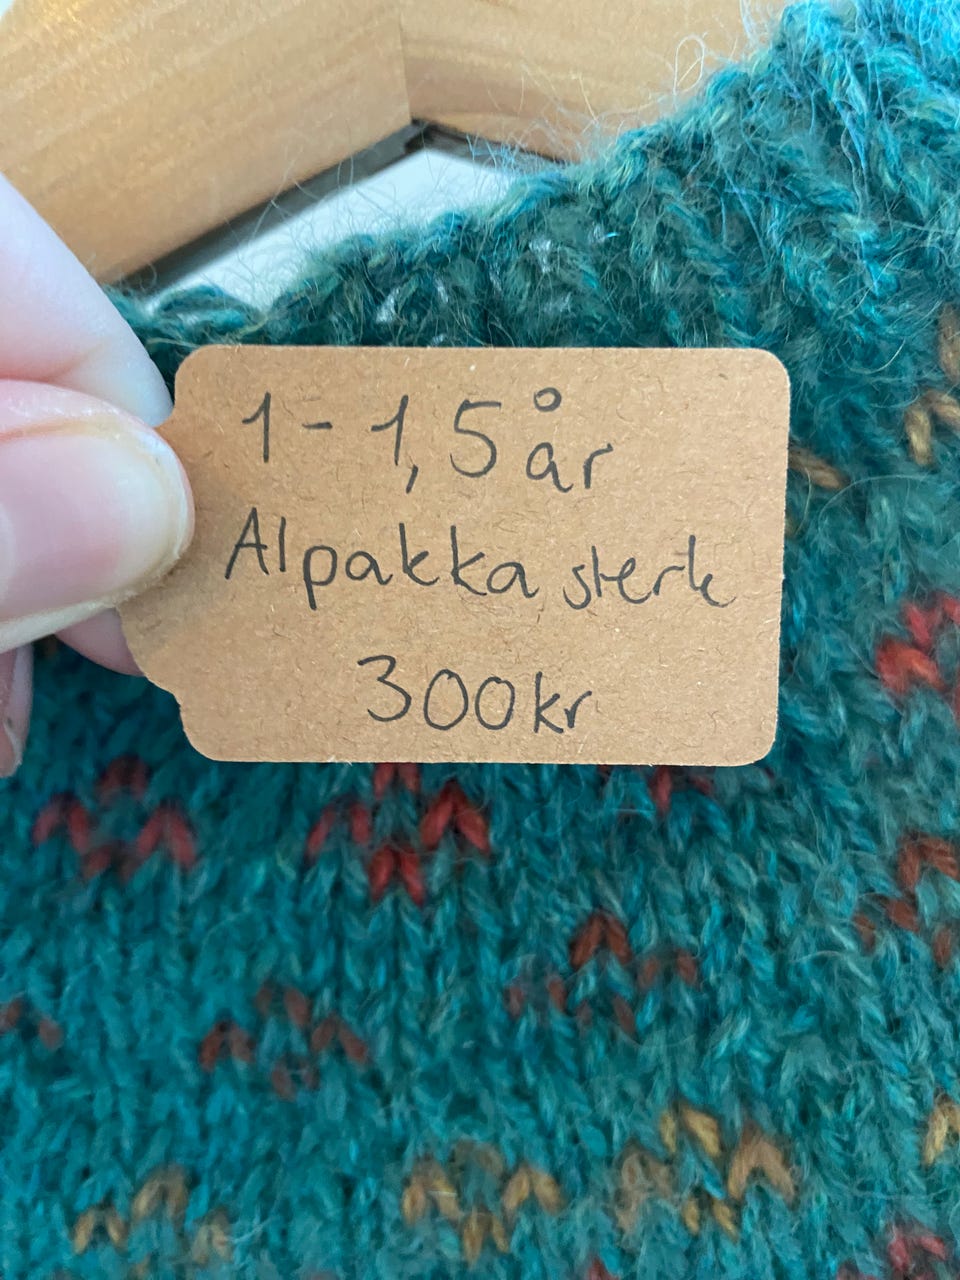 1-1,5 år
Alpakka sterk
300kr